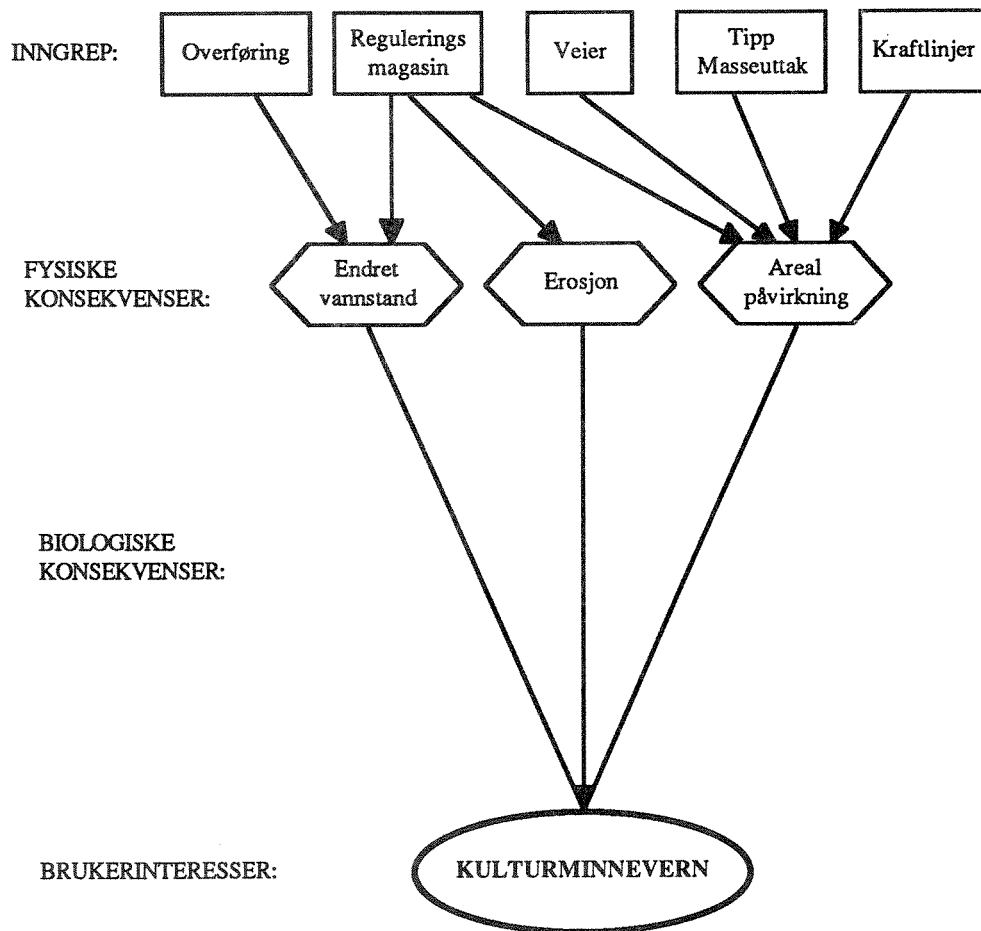 INNGREP:
Overføring
Regulerings
magasin
Veier
Tipp
Masseuttak
Kraftlinjer
FYSISKE
KONSEKVENSER:
Endret
vannstand
Erosjon
Areal
påvirkning
BIOLOGISKE
KONSEKVENSER:
BRUKERINTERESSER:
KULTURMINNEVERN